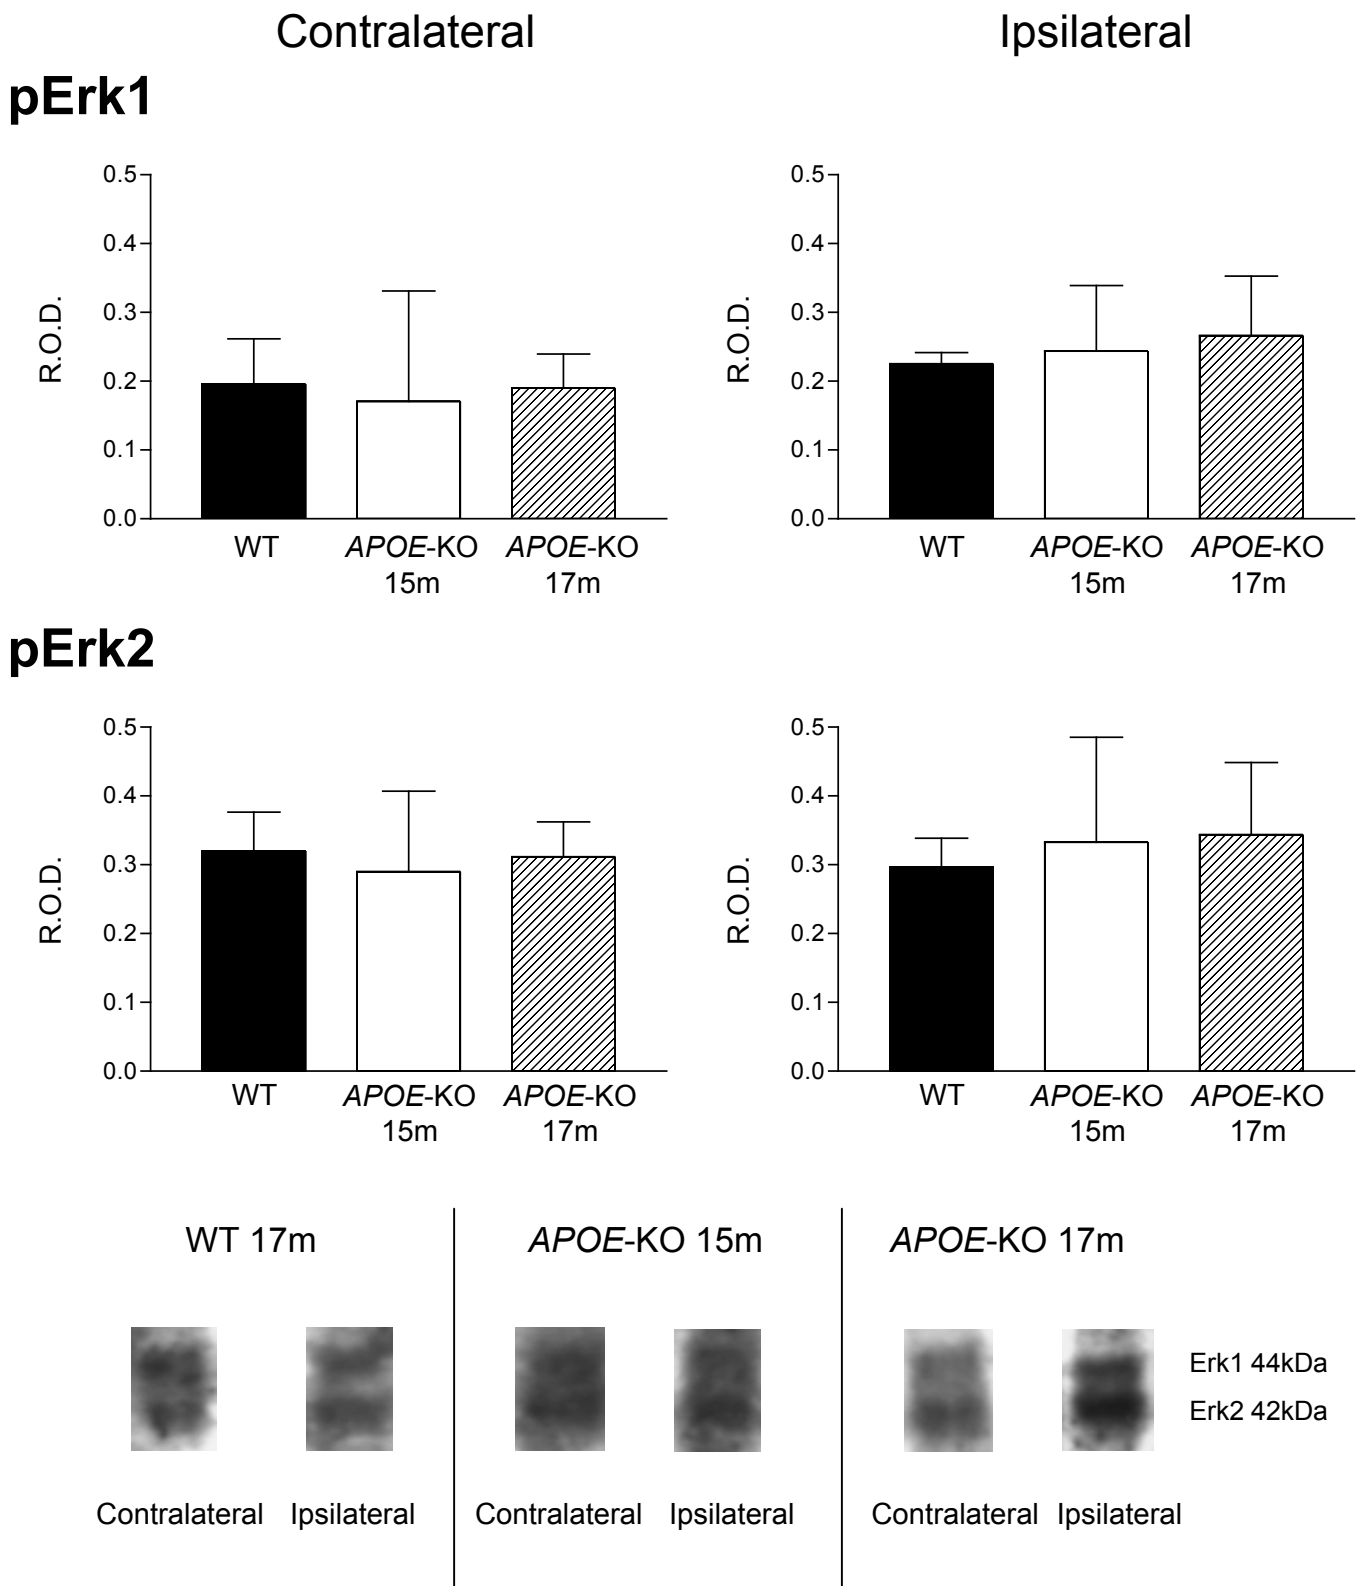 Contralateral Ipsilateral
pErk1
0.5 0.5
0.4 0.4
0.3 0.3
R.O.D. R.O.D.
0.2 0.2
0.1 0.1
0.0 0.0
WT APOE-KO APOE-KO WT APOE-KO APOE-KO
15m 17m 15m 17m
pErk2
0.5 0.5
0.4 0.4
0.3 0.3
R.O.D. R.O.D.
0.2 0.2
0.1 0.1
0.0 0.0
WT APOE-KO APOE-KO WT APOE-KO APOE-KO
15m 17m 15m 17m
WT 17m APOE-KO 15m APOE-KO 17m
Erk1 44kDa
Erk2 42kDa
Contralateral Ipsilateral Contralateral Ipsilateral Contralateral Ipsilateral